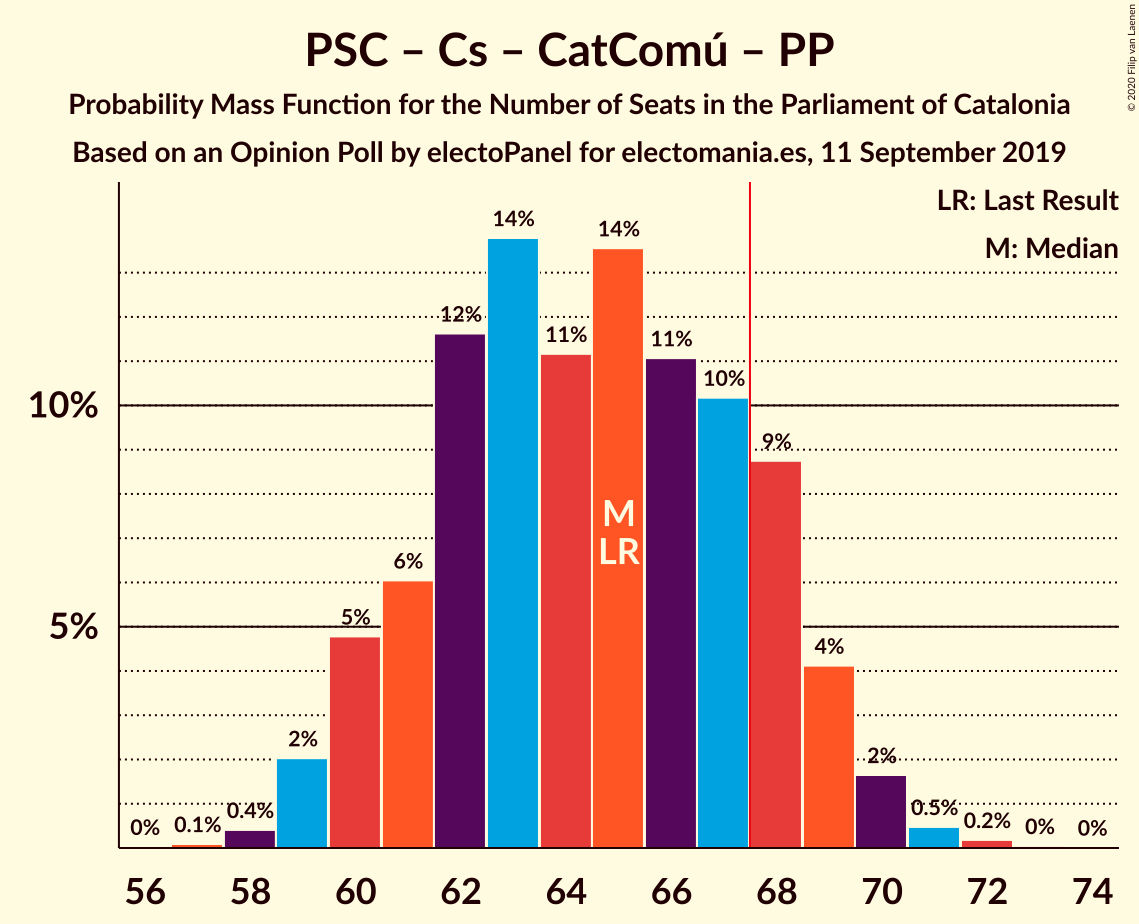 PSC – Cs – CatComú – PP
Probability Mass Function for the Number of Seats in the Parliament of Catalonia
Based on an Opinion Poll by electoPanel for electomania.es, 11 September 2019
© 2020 Filip van Laenen
LR: Last Result
M: Median
10%
5%
0%
0.1%
0.4%
2%
5%
6%
12%
14%
11%
14%
11%
10%
9%
4%
2%
0.5%
0.2%
0%
0%
M
LR
56 58 60 62 64 66 68 70 72 74